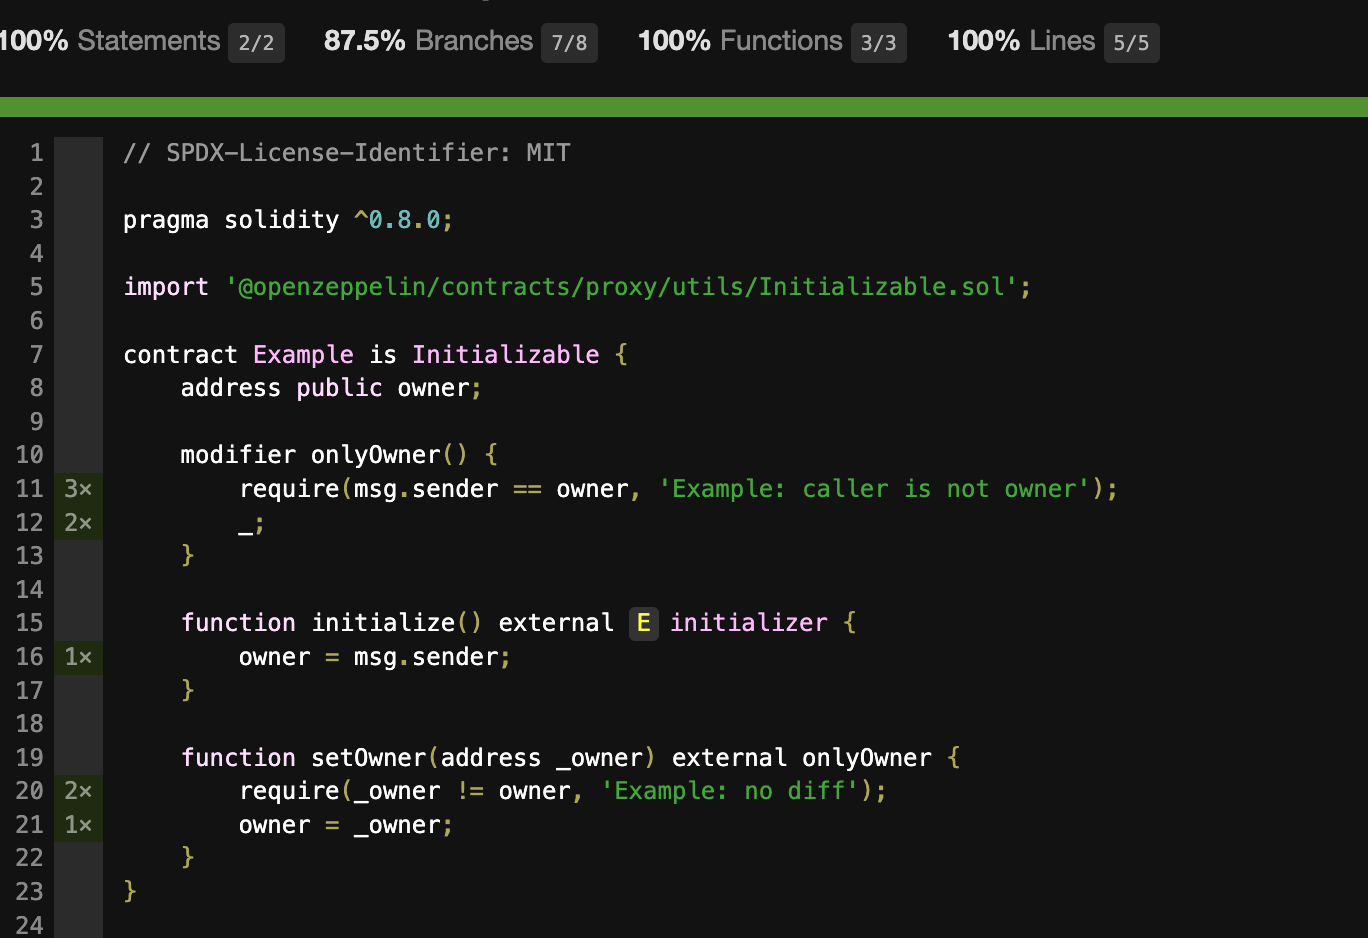 100% Statements 2/2 87.5% Branches 7/8 100% Functions 3/3 100% Lines 5/5
1 // SPDX-License-Identifier: MIT
2
3 pragma solidity ^0.8.0;
4
5 import '@openzeppelin/contracts/proxy/utils/Initializable.sol';
6
7 contract Example is Initializable {
8 address public owner;
9
10 modifier onlyOwner() {
11 3× require(msg.sender == owner, 'Example: caller is not owner');
12 2× _;
13 }
14
15 function initialize() external E initializer {
16 1× owner = msg.sender;
17 }
18
19 function setOwner(address _owner) external onlyOwner {
20 2× require(_owner != owner, 'Example: no diff');
21 1× owner = _owner;
22 }
23 }
24